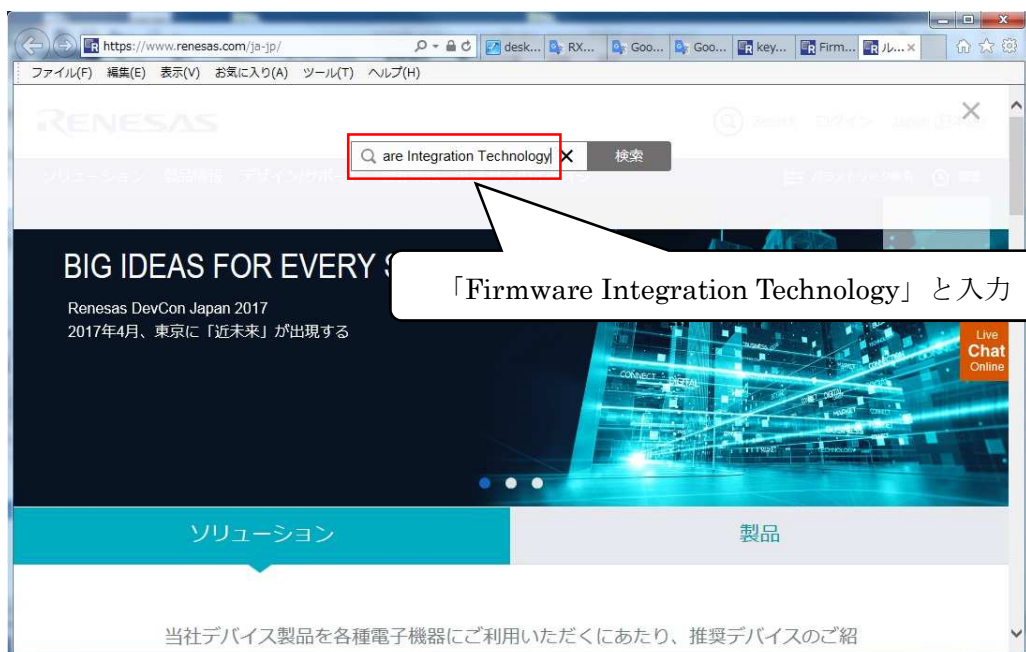 https://www.renesas.com/ja-jp/
desk... RX... Goo... Goo... key... Firm... ル...
ファイル(F) 編集(E) 表示(V) お気に入り(A) ツール(T) ヘルプ(H)
RENESAS
are Integration Technology
検索
BIG IDEAS FOR EVERY S
「Firmware Integration Technology」と入力
Renesas DevCon Japan 2017
2017年4月、東京に「近未来」が出現する
Live
Chat
Online
ソリューション 製品
当社デバイス製品を各種電子機器にご利用いただくにあたり、推奨デバイスのご紹